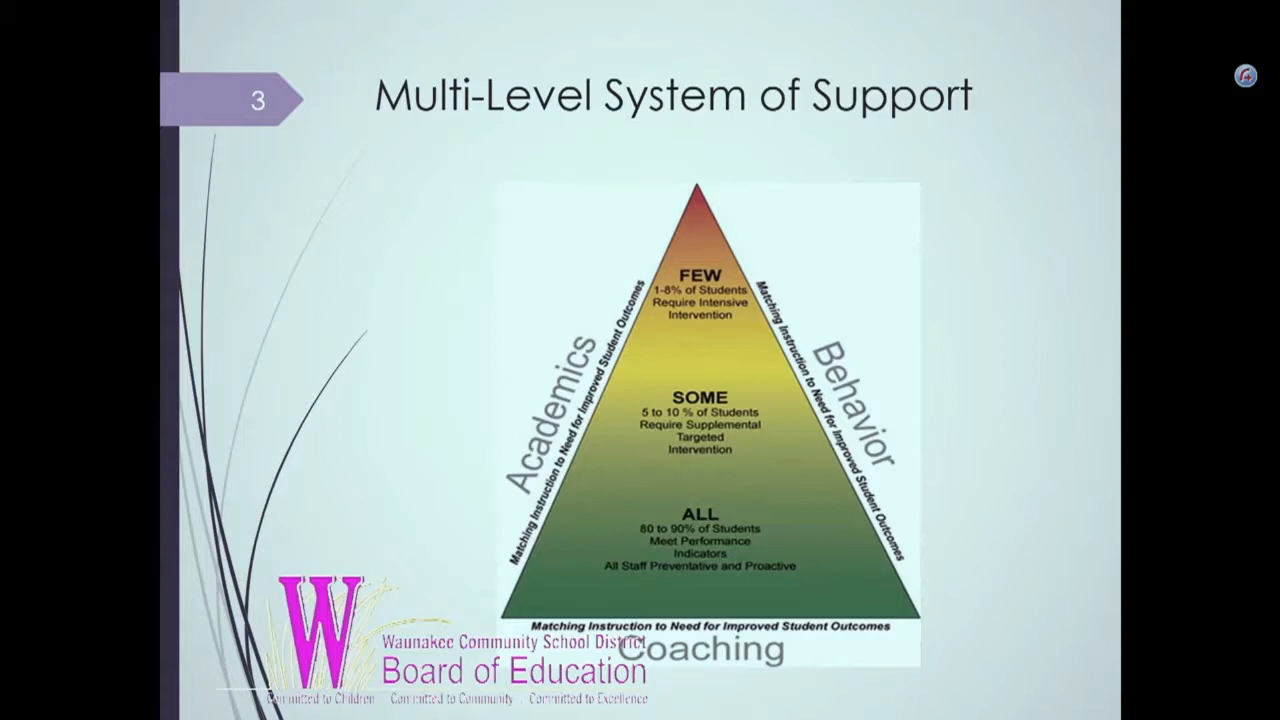 3
Multi-Level System of Support
FEW
1-8% of Students
Require Intensive
Intervention
Academics
Matching Instruction to Need for Improved Student Outcomes
Matching Instruction to Need for Improved Student Outcomes
Behavior
SOME
5 to 10 % of Students
Require Supplemental
Targeted
Intervention
ALL
80 to 90% of Students
Meet Performance
Indicators
All Staff Preventative and Proactive
Matching Instruction to Need for Improved Student Outcomes
Coaching
W
Waunakee Community School District
Board of Education
Committed to Children Committed to Community Committed to Excellence